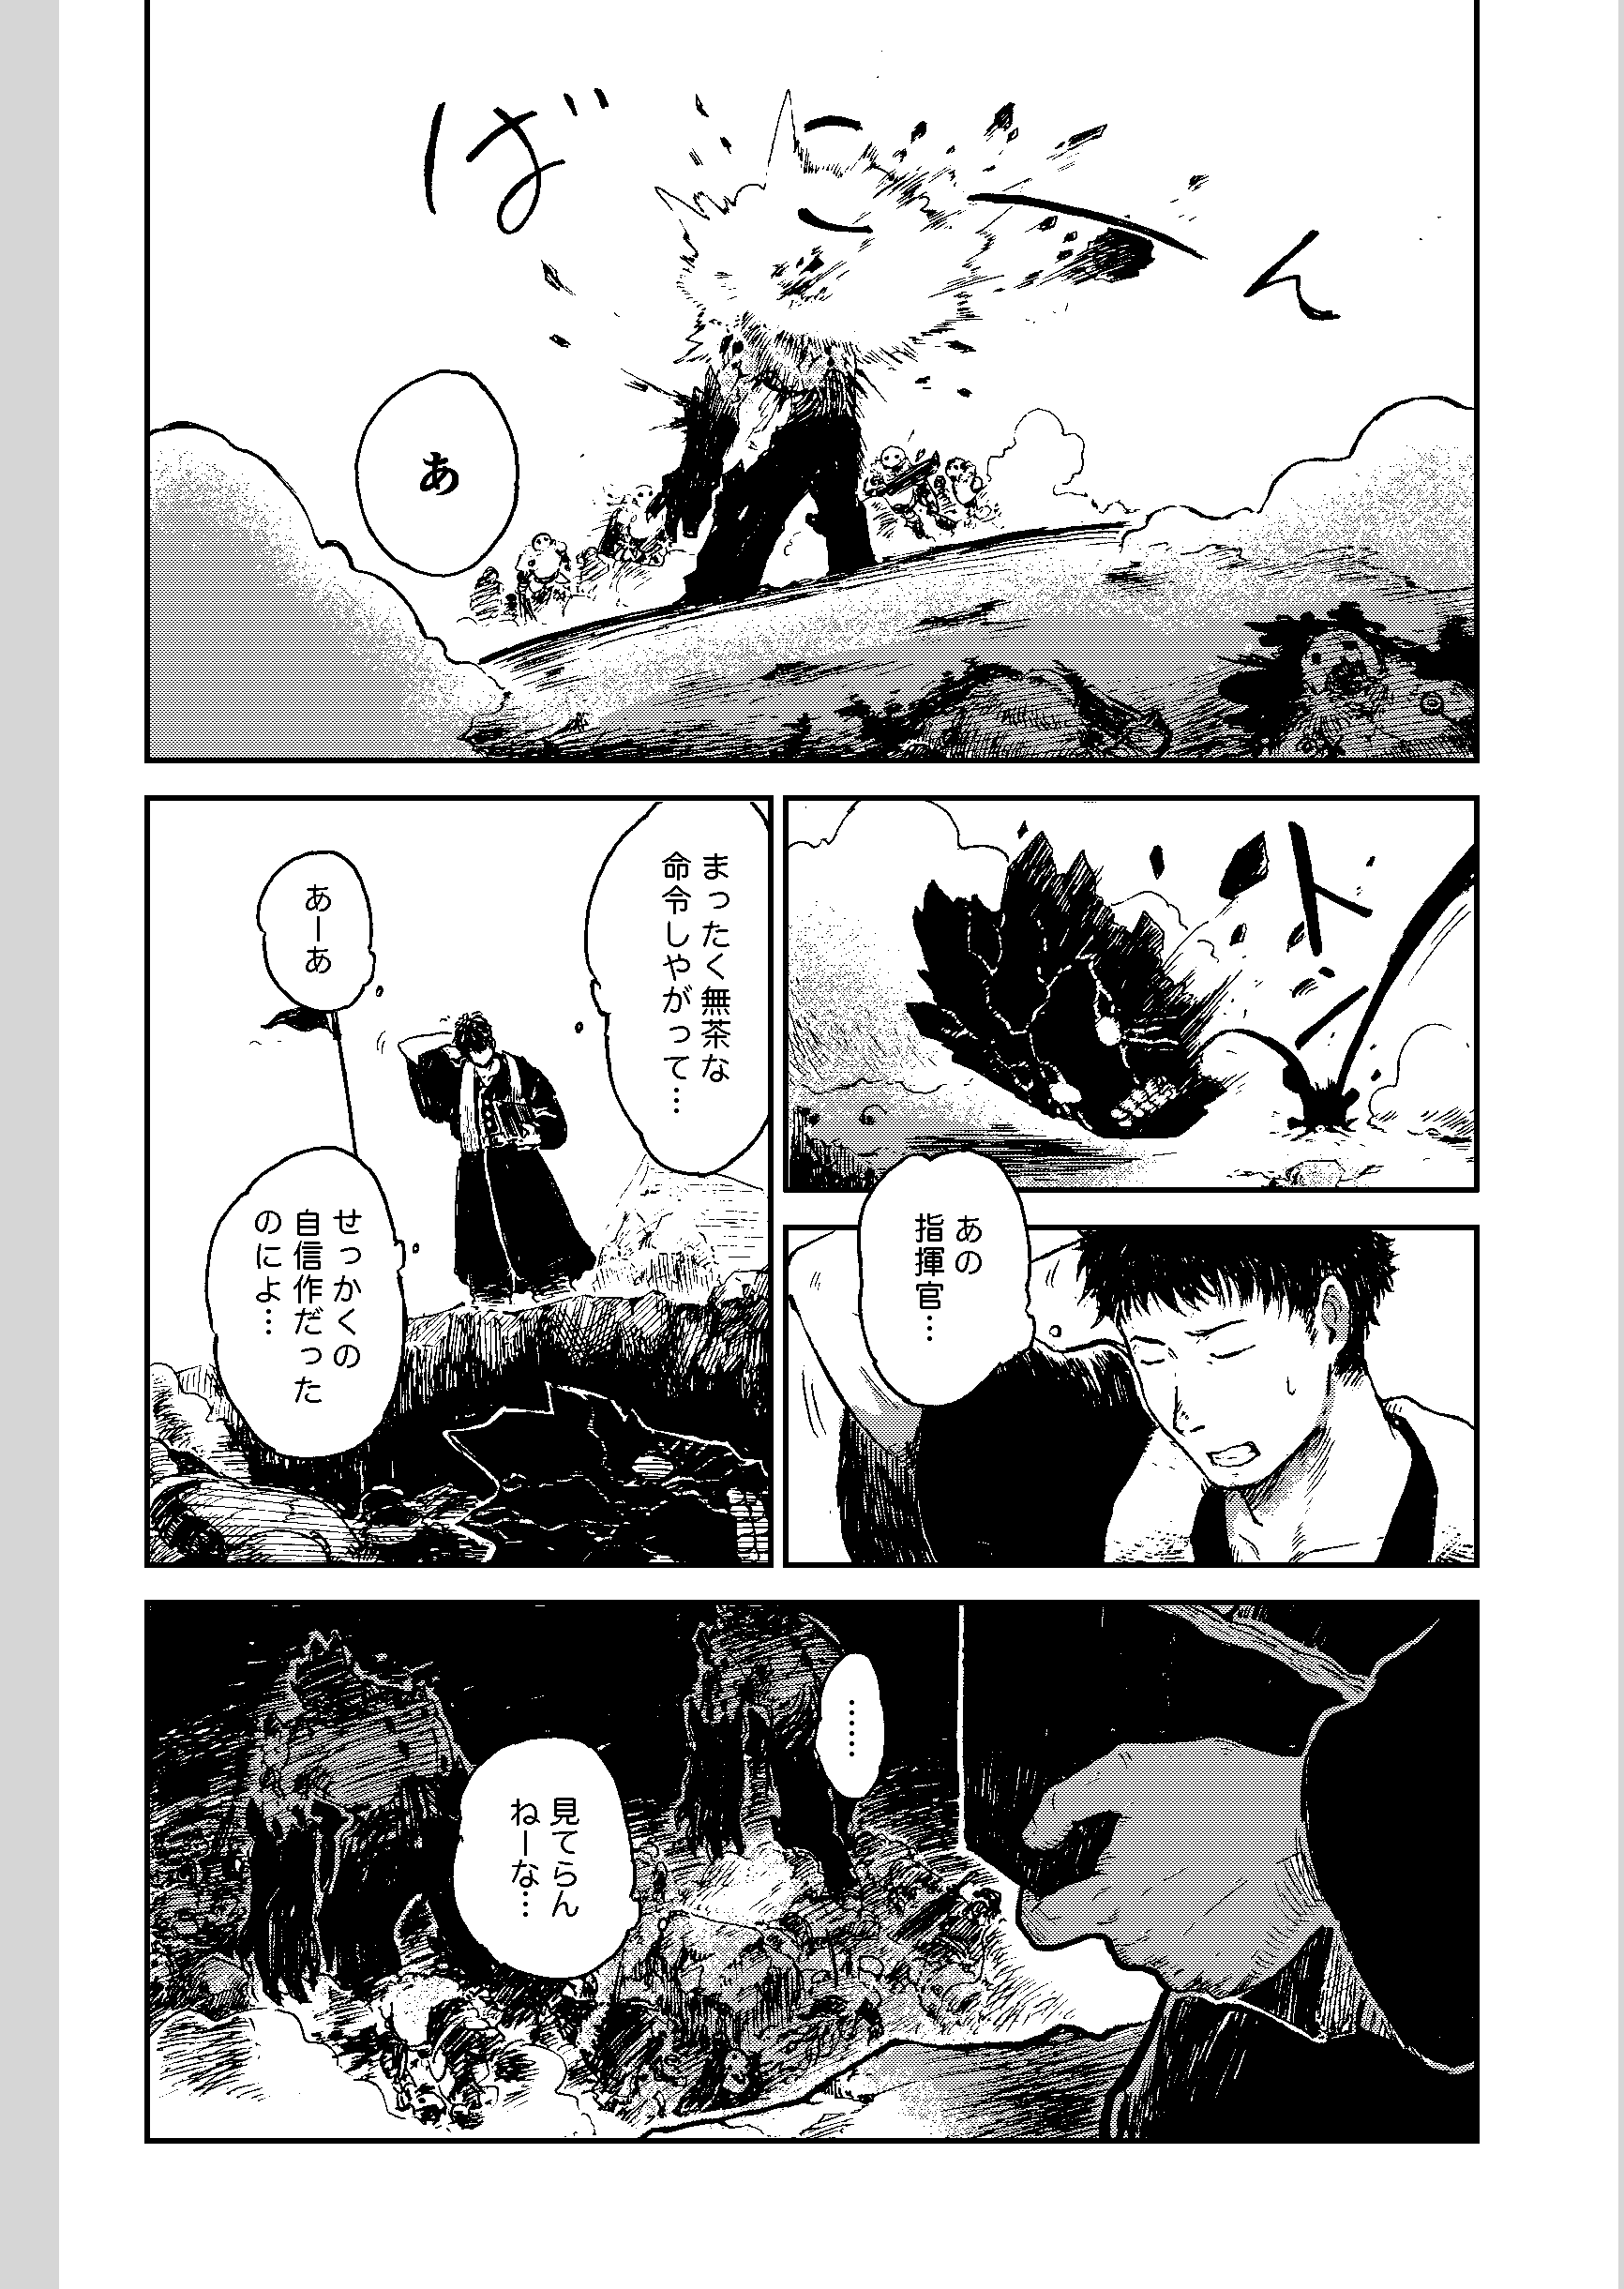 ばこーん
あ
ドン
あの
指揮官…
まったく無茶な
命令しやがって…
あーあ
せっかくの
自信作だった
のによ…
……
見てらん
ねーな…